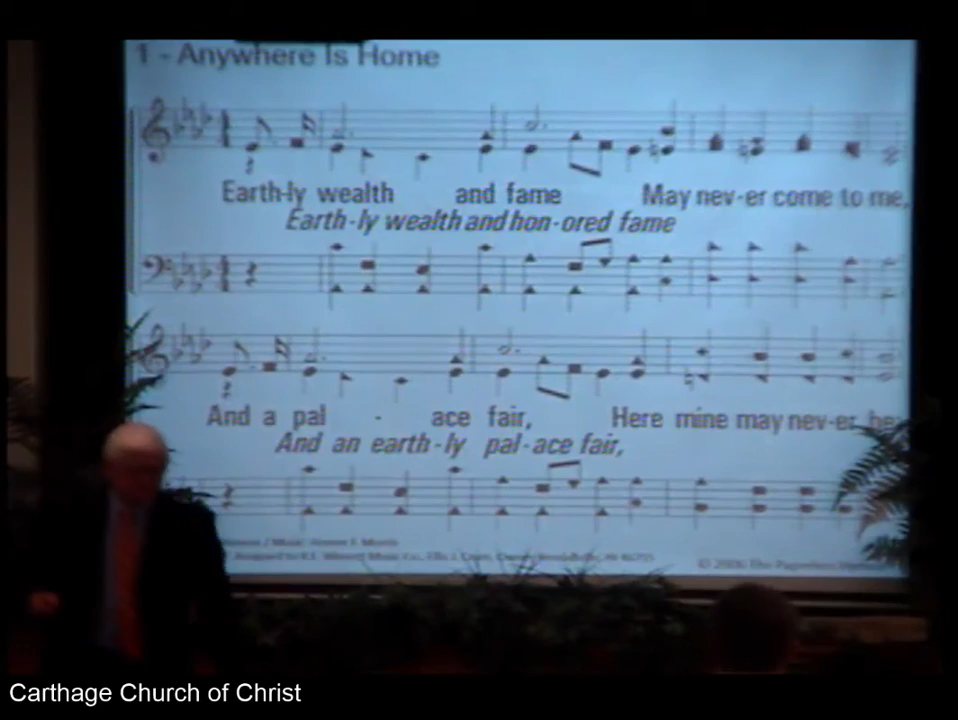 1 - Anywhere Is Home
Earth-ly wealth and fame May nev-er come to me,
Earth-ly wealth and hon-ored fame
And a pal - ace fair, Here mine may nev-er be
And an earth-ly pal-ace fair,
Music
© 2006
Carthage Church of Christ